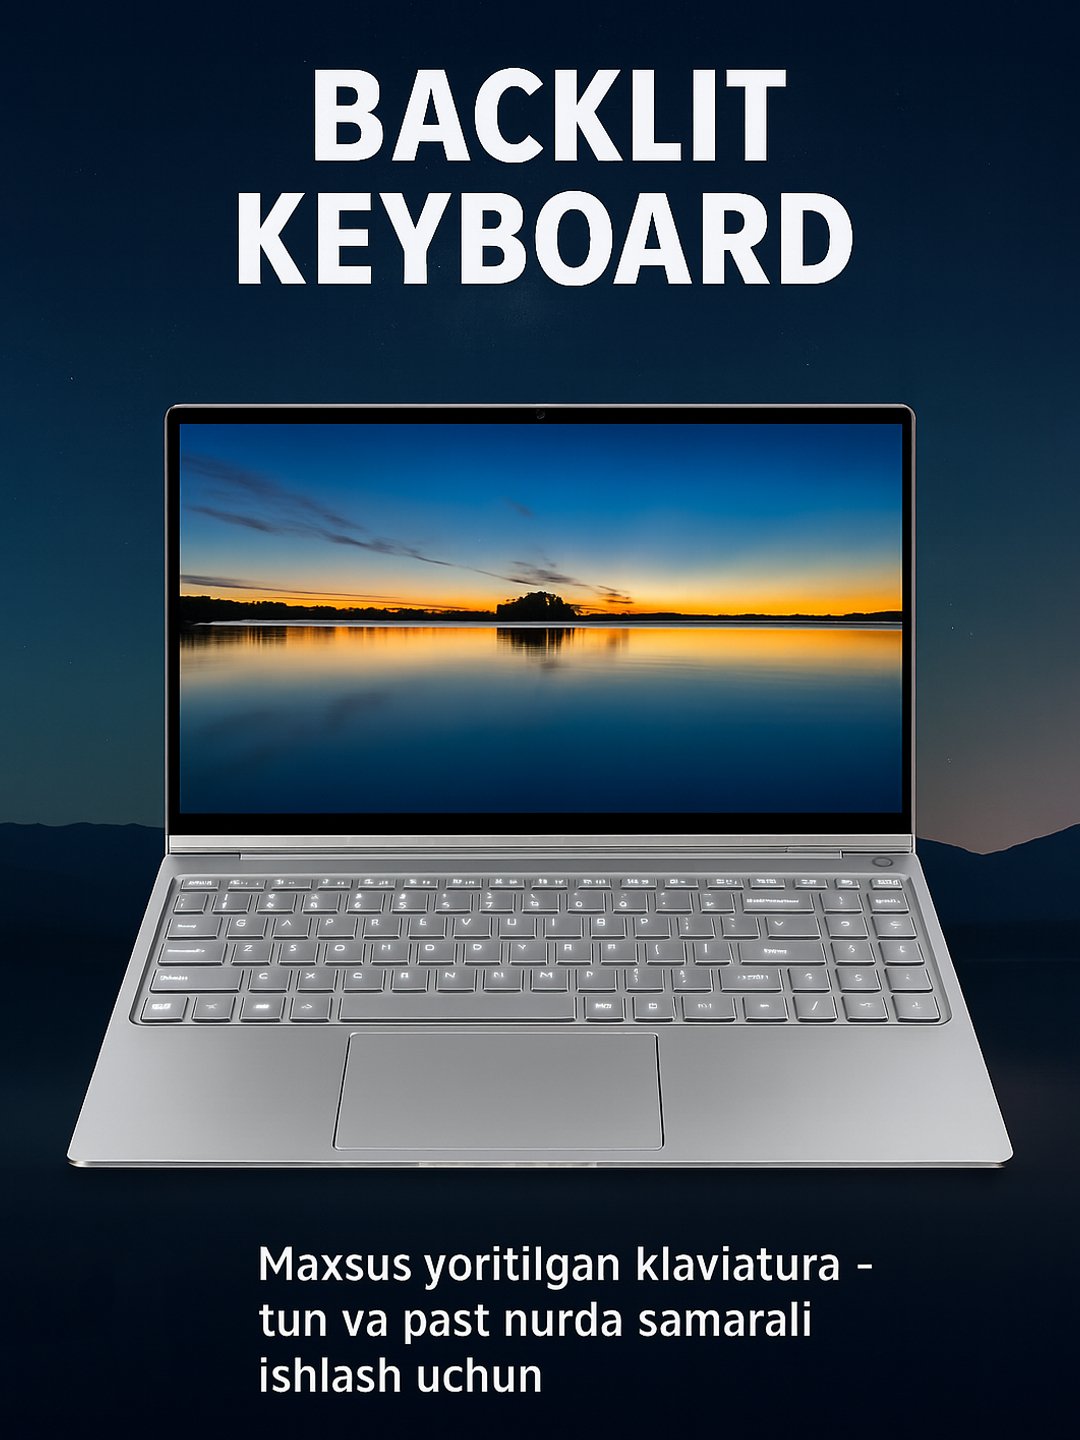 BACKLIT
KEYBOARD
Maxsus yoritilgan klaviatura -
tun va past nurda samarali
ishlash uchun